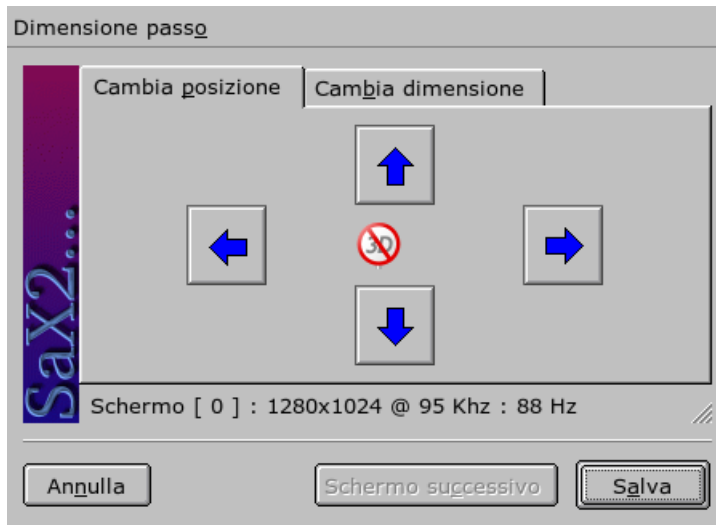 Dimensione passo
Cambia posizione
Cambia dimensione
3D
SaX2...
Schermo [ 0 ] : 1280x1024 @ 95 Khz : 88 Hz
Annulla
Schermo successivo
Salva